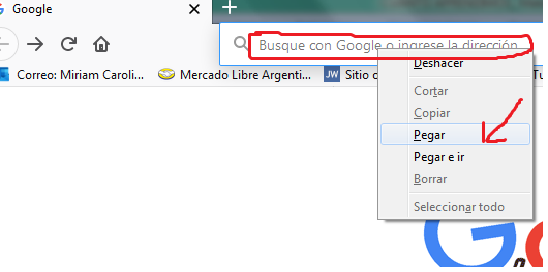 Google
Busque con Google o ingrese la dirección
Correo: Miriam Caroli...
Mercado Libre Argenti...
JW
Sitio d
Tu
Deshacer
Cortar
Copiar
Pegar
Pegar e ir
Borrar
Seleccionar todo